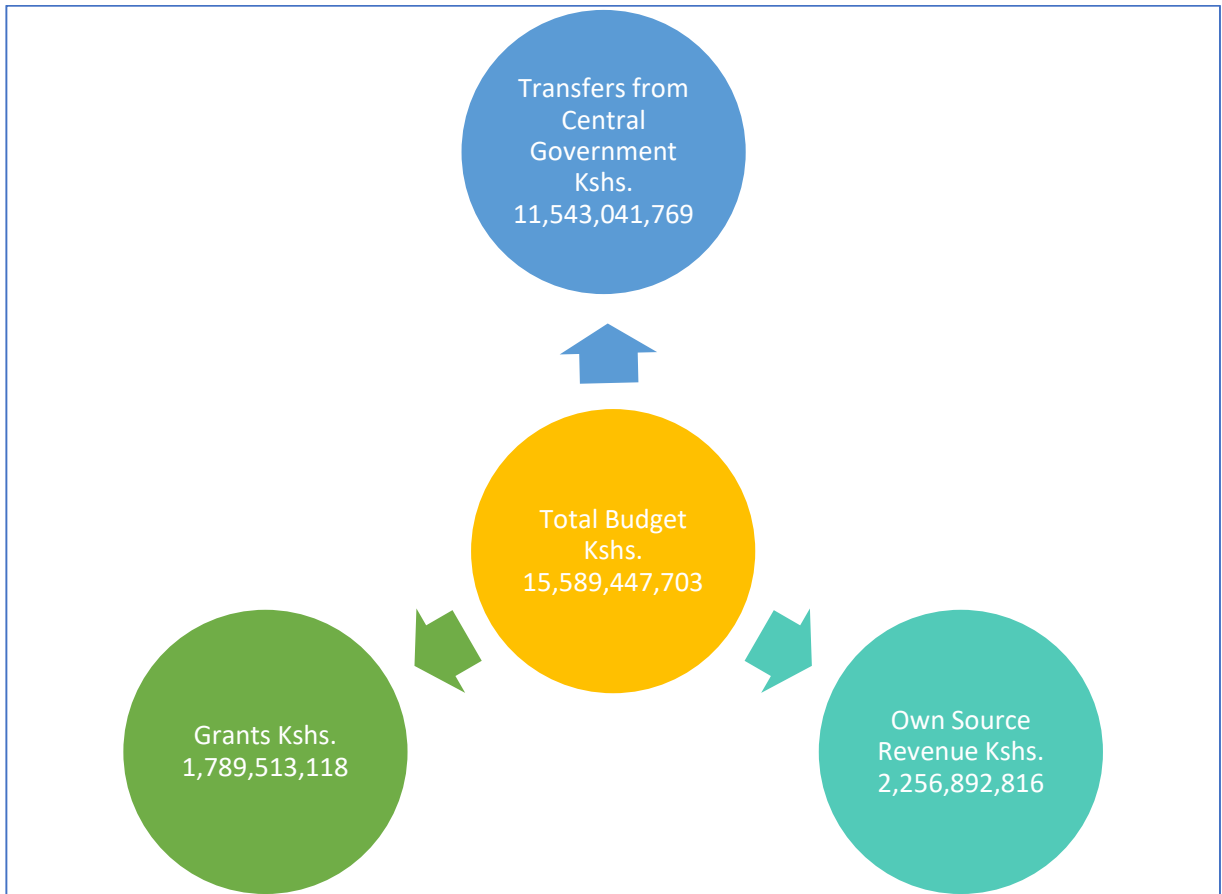 Transfers from
Central
Government
Kshs.
11,543,041,769
Total Budget
Kshs.
15,589,447,703
Grants Kshs.
1,789,513,118
Own Source
Revenue Kshs.
2,256,892,816